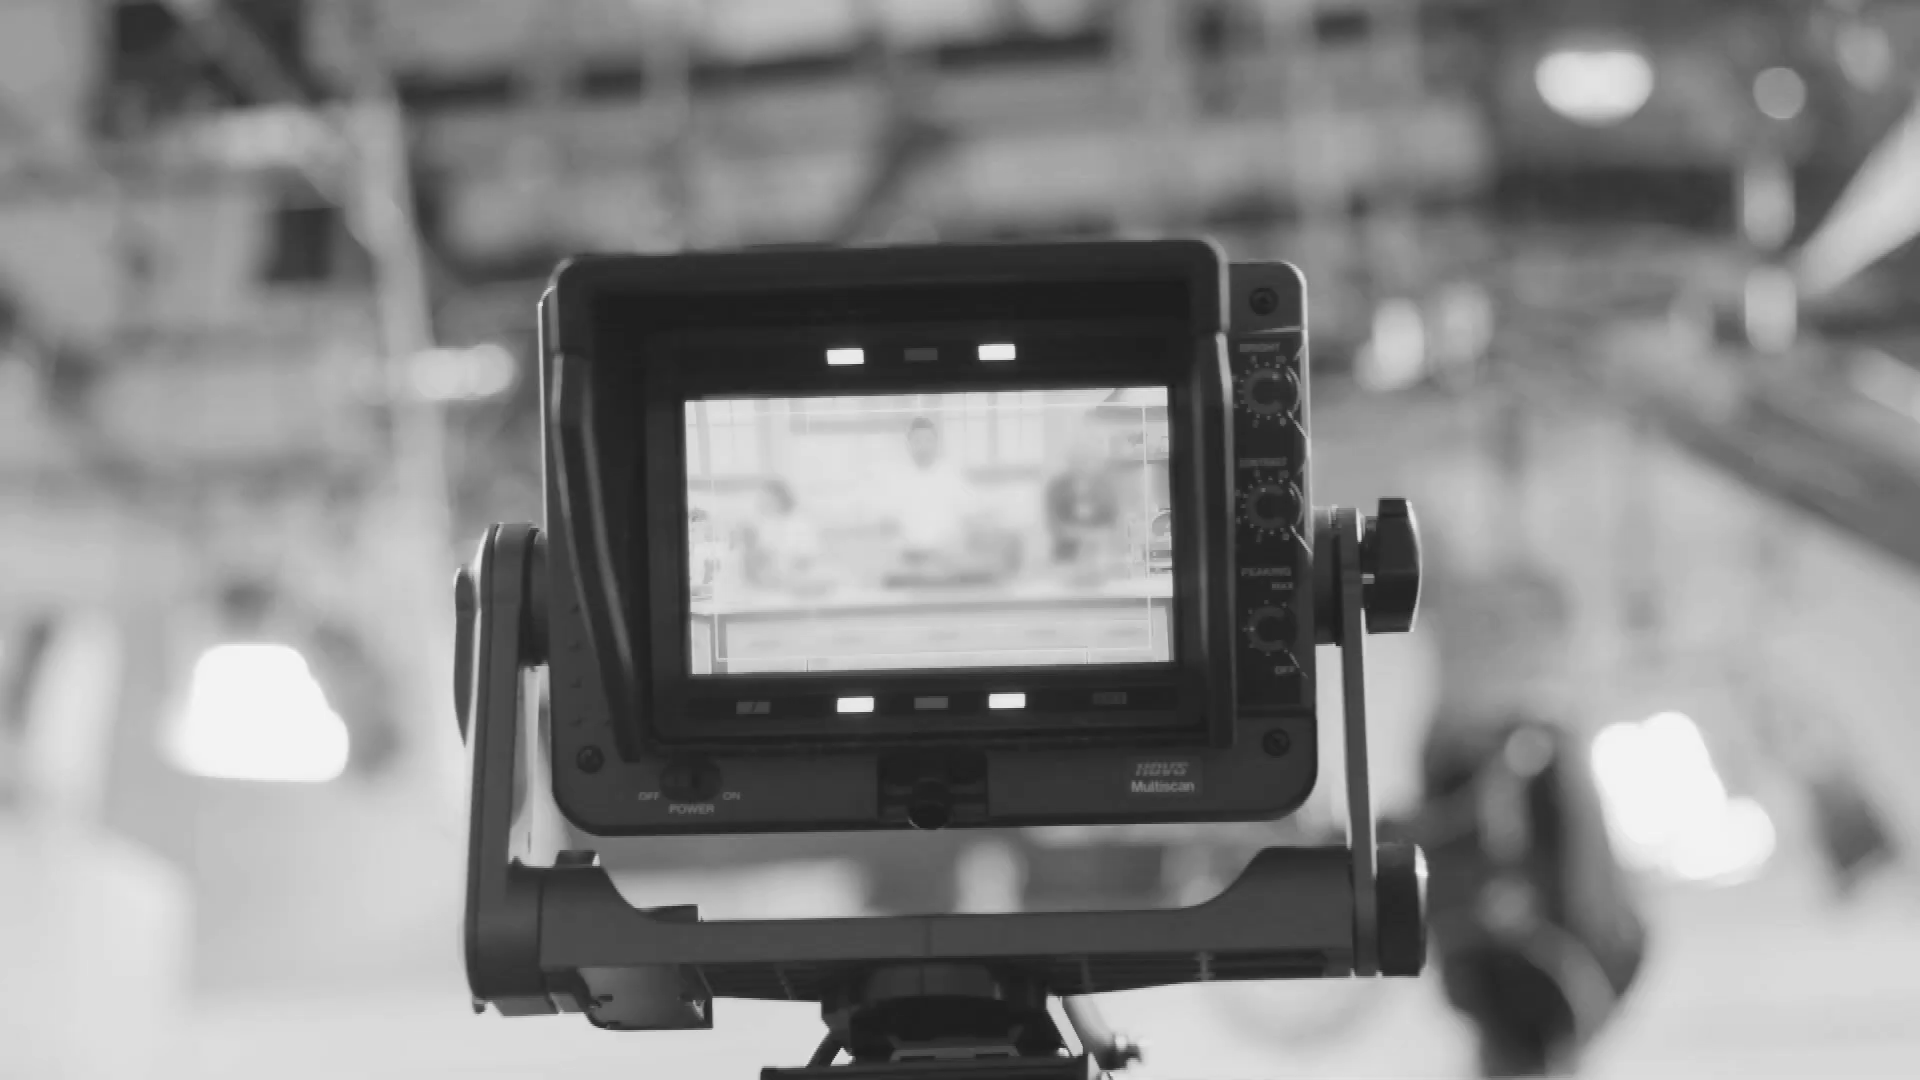 BRIGHT
CONTRAST
PEAKING
MAX
OFF
OFF
ON
POWER
HDVS
Multiscan